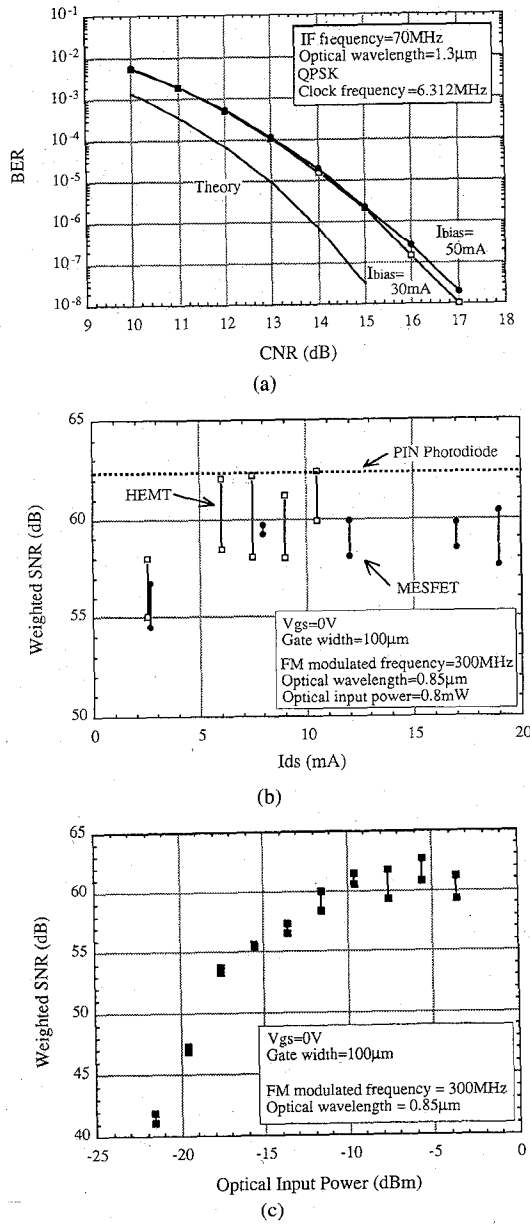 10⁻¹
10⁻²
10⁻³
10⁻⁴
10⁻⁵
10⁻⁶
10⁻⁷
10⁻⁸
BER
IF frequency=70MHz
Optical wavelength=1.3μm
QPSK
Clock frequency=6.312MHz
Theory
Ibias=
50mA
Ibias=
30mA
9 10 11 12 13 14 15 16 17 18
CNR (dB)
(a)
65
60
55
50
Weighted SNR (dB)
PIN Photodiode
HEMT
MESFET
Vgs=0V
Gate width=100μm
FM modulated frequency=300MHz
Optical wavelength=0.85μm
Optical input power=0.8mW
0 5 10 15 20
Ids (mA)
(b)
65
60
55
50
45
40
Weighted SNR (dB)
Vgs=0V
Gate width=100μm
FM modulated frequency = 300MHz
Optical wavelength = 0.85μm
-25 -20 -15 -10 -5 0
Optical Input Power (dBm)
(c)